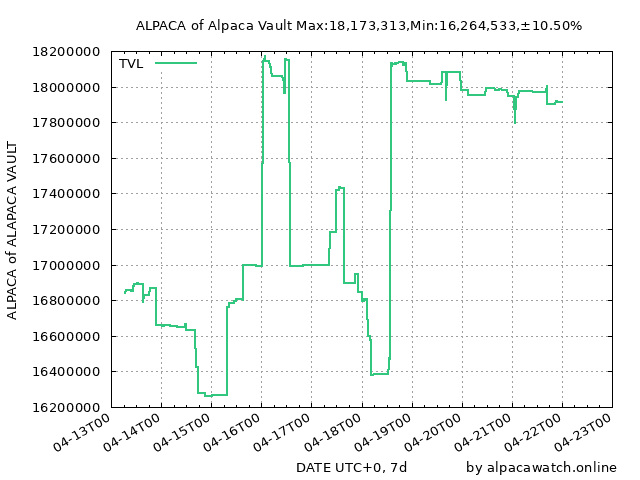 ALPACA of Alpaca Vault Max:18,173,313,Min:16,264,533,±10.50%
TVL
18200000
18000000
17800000
17600000
17400000
17200000
17000000
16800000
16600000
16400000
16200000
ALPACA of ALAPACA VAULT
04-13T00
04-14T00
04-15T00
04-16T00
04-17T00
04-18T00
04-19T00
04-20T00
04-21T00
04-22T00
04-23T00
DATE UTC+0, 7d
by alpacawatch.online